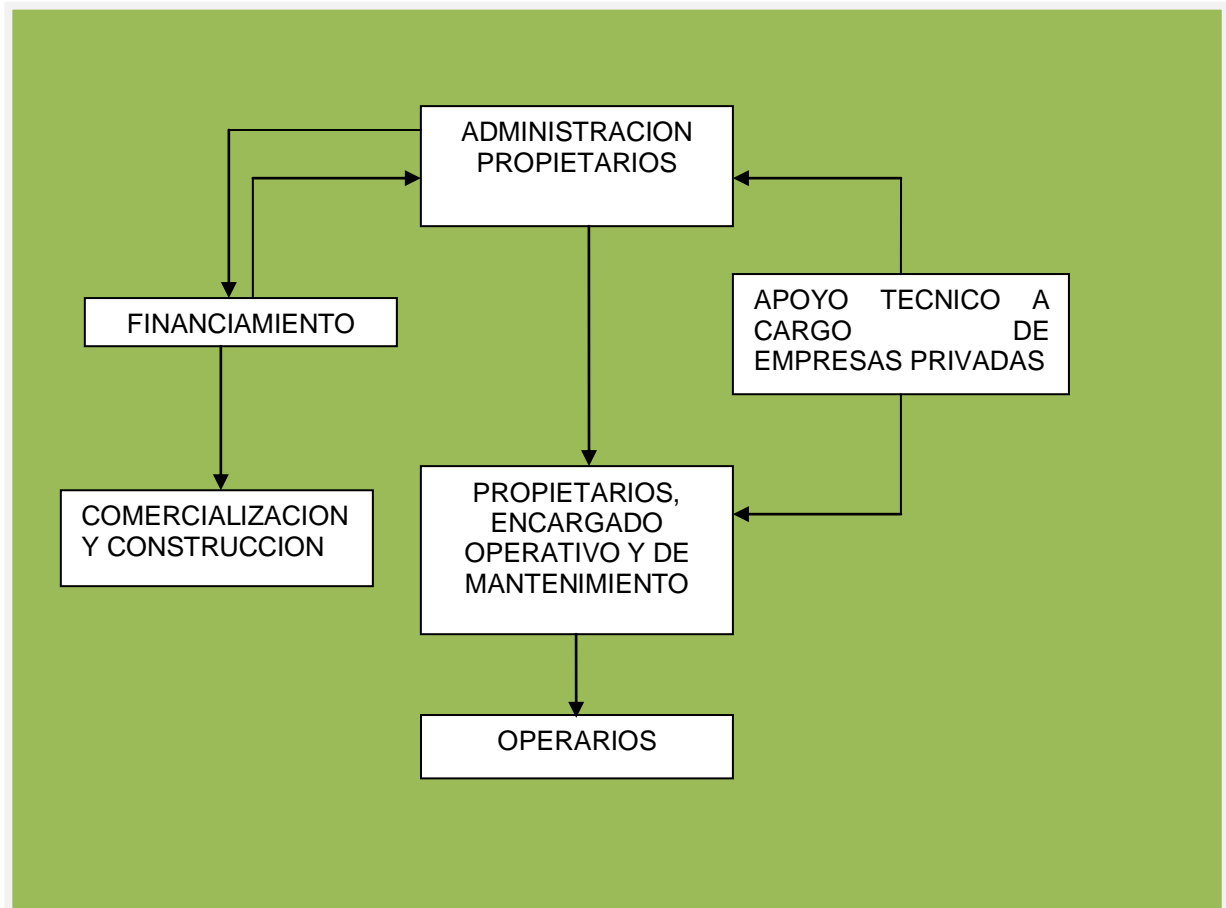 ADMINISTRACION
PROPIETARIOS
FINANCIAMIENTO
APOYO TECNICO A
CARGO DE
EMPRESAS PRIVADAS
COMERCIALIZACION
Y CONSTRUCCION
PROPIETARIOS,
ENCARGADO
OPERATIVO Y DE
MANTENIMIENTO
OPERARIOS